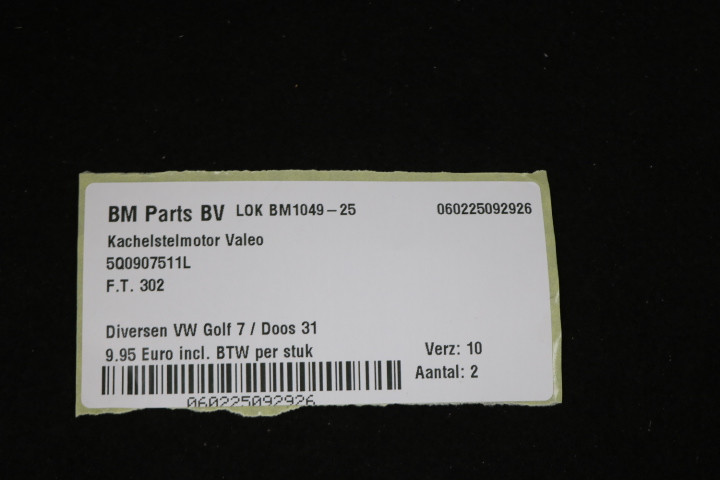 BM Parts BV LOK BM1049-25 060225092926
Kachelstelmotor Valeo
5Q0907511L
F.T. 302
Diversen VW Golf 7 / Doos 31
9.95 Euro incl. BTW per stuk Verz: 10
Aantal: 2
060225092926